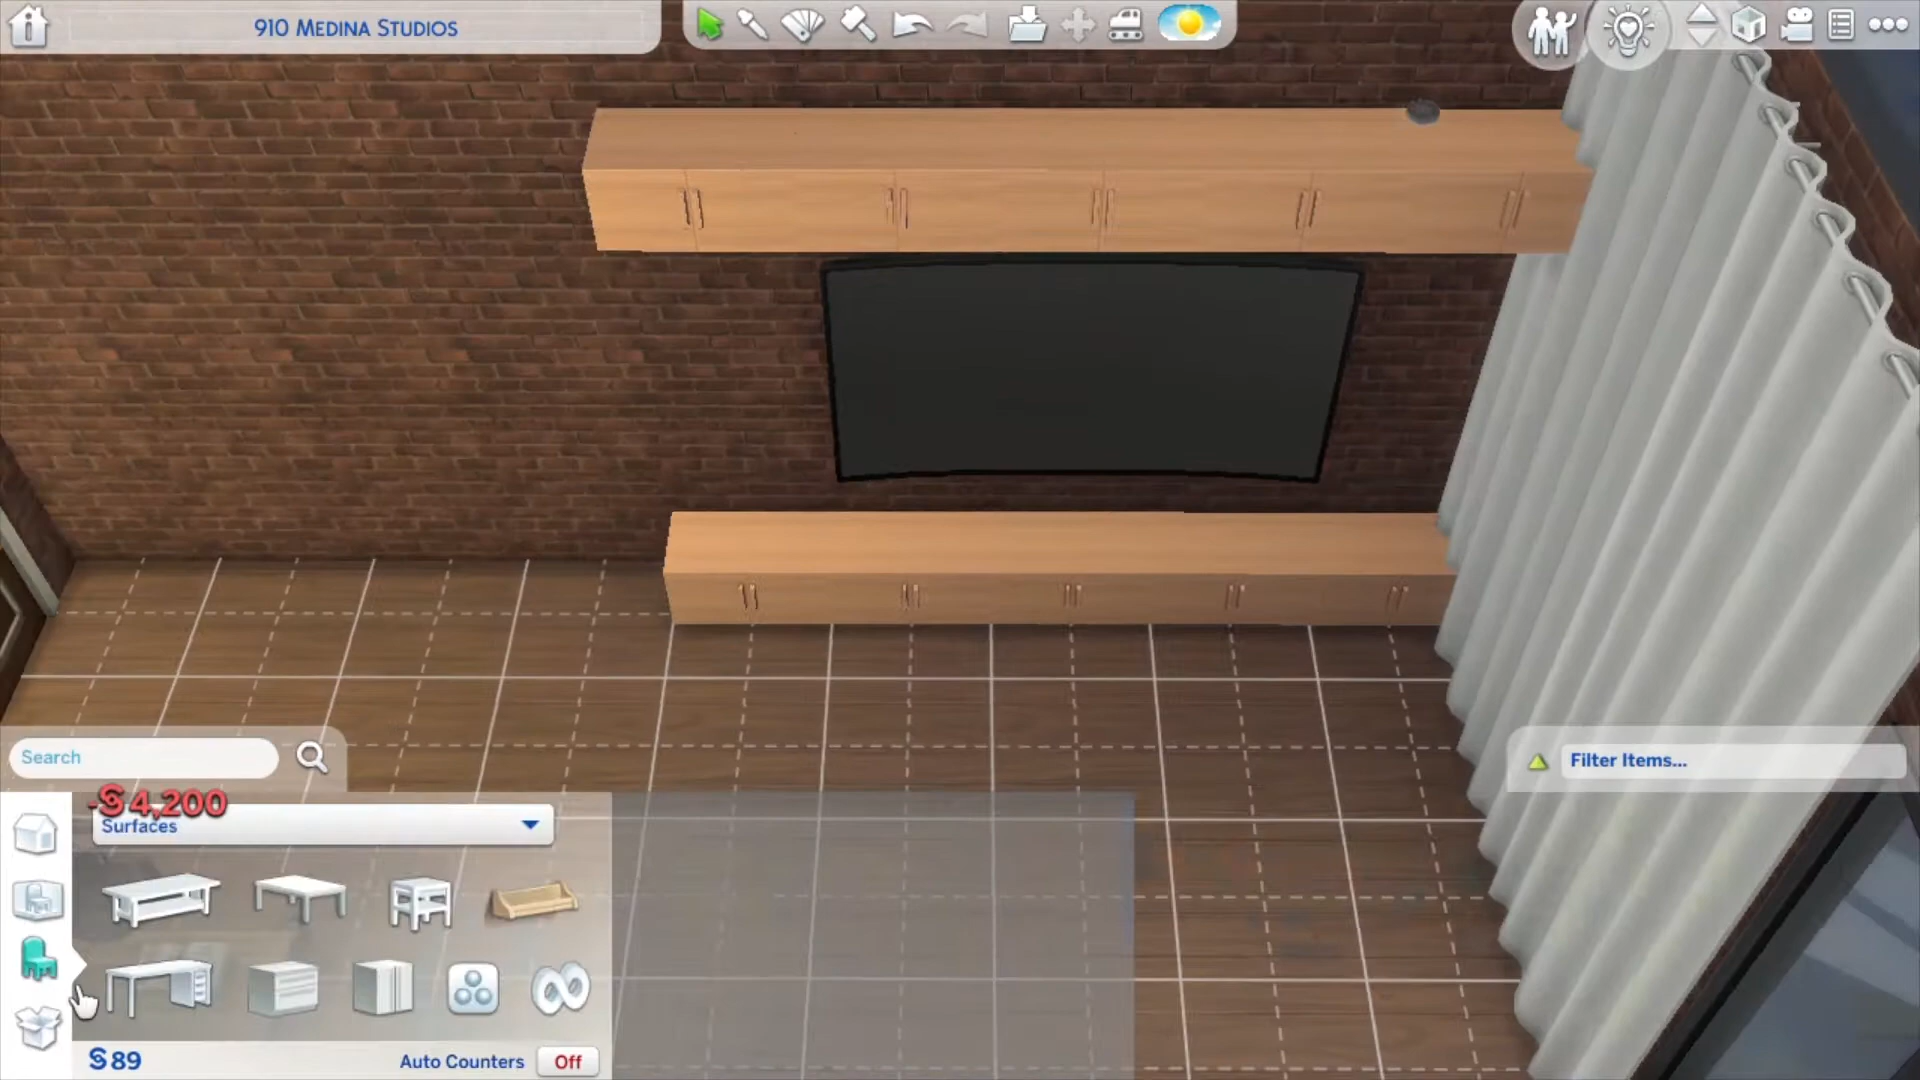 910 MEDINA STUDIOS
Search
Filter Items...
-§4,200
Surfaces
§89
Auto Counters
Off